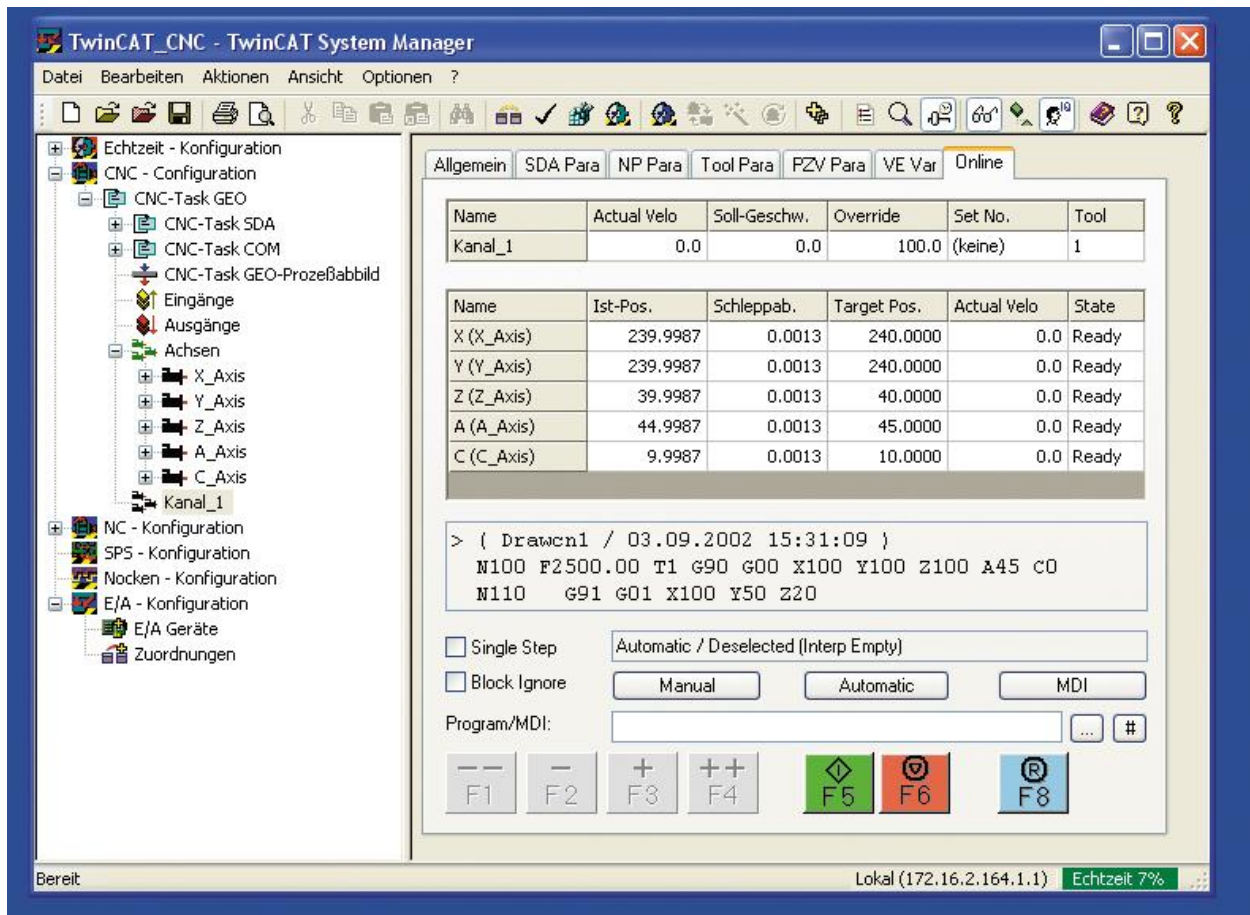 TwinCAT_CNC - TwinCAT System Manager
Datei Bearbeiten Aktionen Ansicht Optionen ?
Echtzeit - Konfiguration
CNC - Configuration
CNC-Task GEO
CNC-Task SDA
CNC-Task COM
CNC-Task GEO-Prozeßabbild
Eingänge
Ausgänge
Achsen
X_Axis
Y_Axis
Z_Axis
A_Axis
C_Axis
Kanal_1
NC - Konfiguration
SPS - Konfiguration
Nocken - Konfiguration
E/A - Konfiguration
E/A Geräte
Zuordnungen
Allgemein SDA Para NP Para Tool Para PZV Para VE Var Online
Name Actual Velo Soll-Geschw. Override Set No. Tool
Kanal_1 0.0 0.0 100.0 (keine) 1
Name Ist-Pos. Schleppab. Target Pos. Actual Velo State
X (X_Axis) 239.9987 0.0013 240.0000 0.0 Ready
Y (Y_Axis) 239.9987 0.0013 240.0000 0.0 Ready
Z (Z_Axis) 39.9987 0.0013 40.0000 0.0 Ready
A (A_Axis) 44.9987 0.0013 45.0000 0.0 Ready
C (C_Axis) 9.9987 0.0013 10.0000 0.0 Ready
> ( Drawcn1 / 03.09.2002 15:31:09 )
N100 F2500.00 T1 G90 G00 X100 Y100 Z100 A45 C0
N110 G91 G01 X100 Y50 Z20
Single Step Automatic / Deselected (Interp Empty)
Block Ignore Manual Automatic MDI
Program/MDI: ... #
-- - + ++ R
F1 F2 F3 F4 F5 F6 F8
Bereit Lokal (172.16.2.164.1.1) Echtzeit 7%